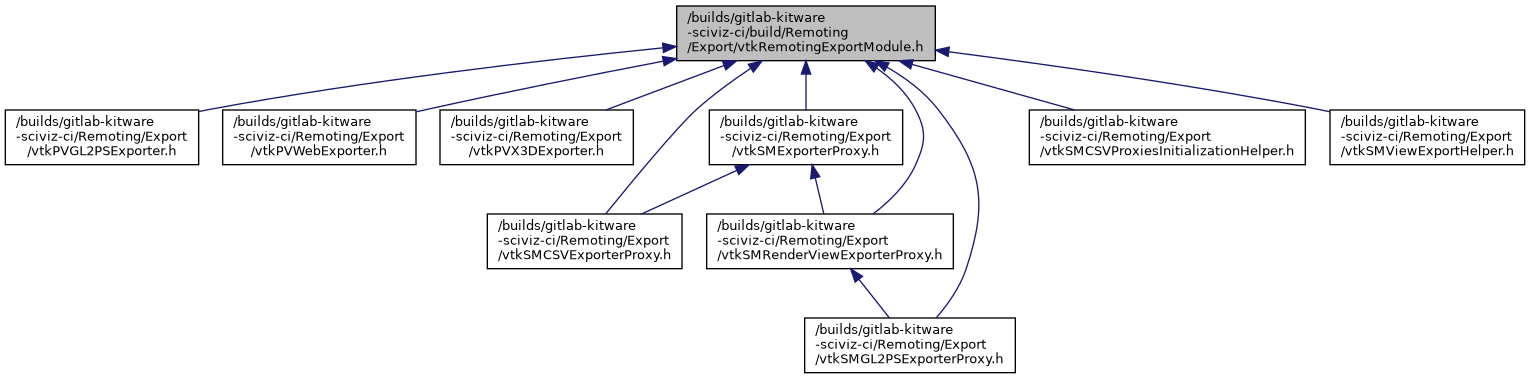 /builds/gitlab-kitware
-sciviz-ci/build/Remoting
/Export/vtkRemotingExportModule.h
/builds/gitlab-kitware
-sciviz-ci/Remoting/Export
/vtkPVGL2PSExporter.h
/builds/gitlab-kitware
-sciviz-ci/Remoting/Export
/vtkPVWebExporter.h
/builds/gitlab-kitware
-sciviz-ci/Remoting/Export
/vtkPVX3DExporter.h
/builds/gitlab-kitware
-sciviz-ci/Remoting/Export
/vtkSMExporterProxy.h
/builds/gitlab-kitware
-sciviz-ci/Remoting/Export
/vtkSMCSVProxiesInitializationHelper.h
/builds/gitlab-kitware
-sciviz-ci/Remoting/Export
/vtkSMViewExportHelper.h
/builds/gitlab-kitware
-sciviz-ci/Remoting/Export
/vtkSMCSVExporterProxy.h
/builds/gitlab-kitware
-sciviz-ci/Remoting/Export
/vtkSMRenderViewExporterProxy.h
/builds/gitlab-kitware
-sciviz-ci/Remoting/Export
/vtkSMGL2PSExporterProxy.h